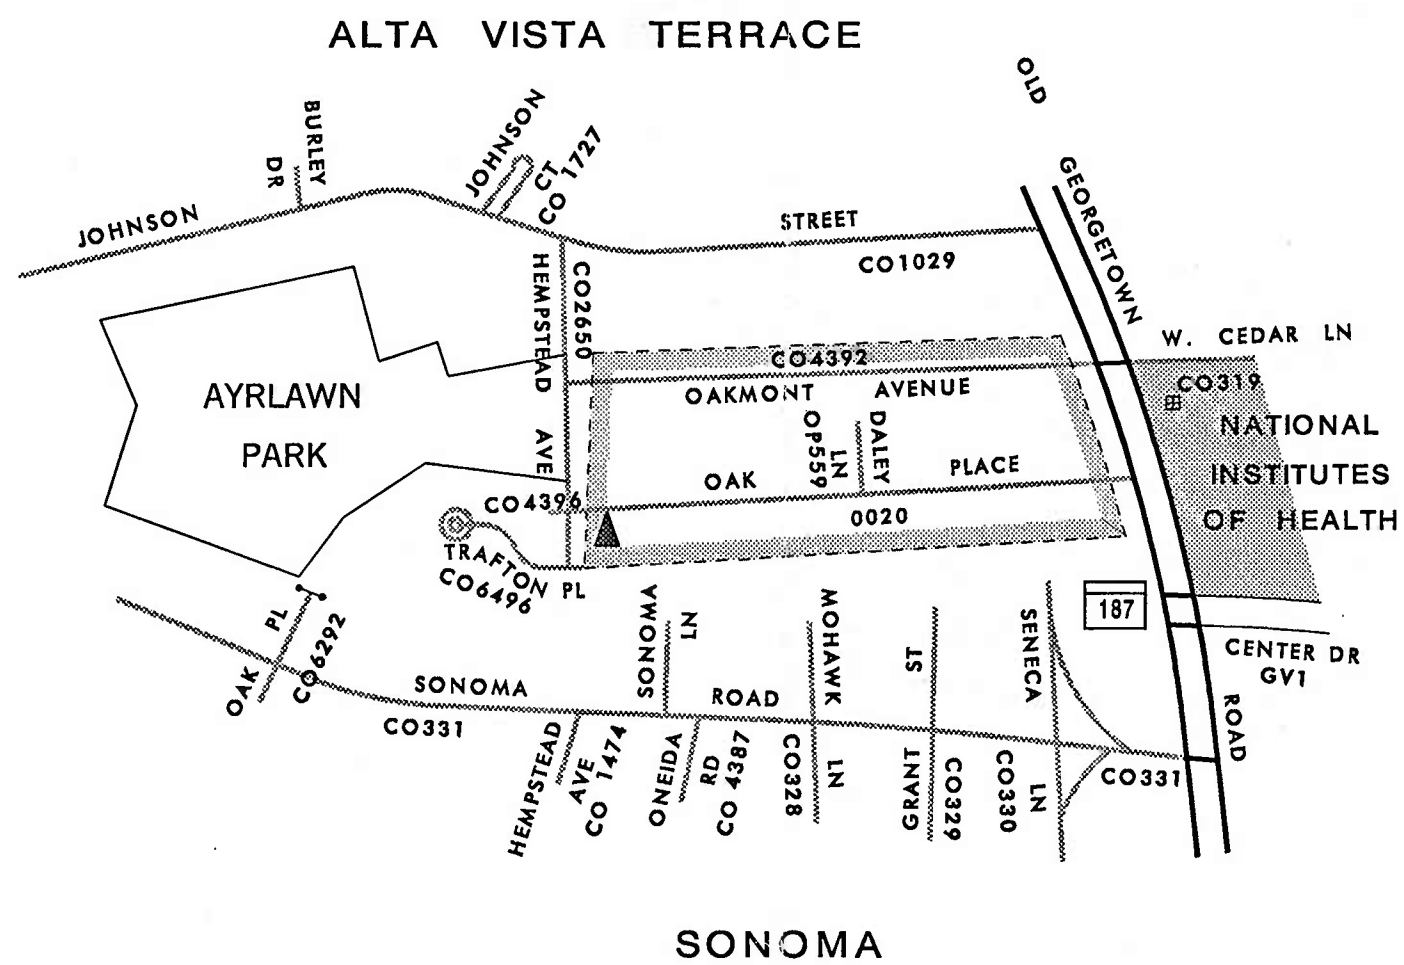 ALTA VISTA TERRACE
OLD
GEORGETOWN
ROAD
BURLEY
DR
JOHNSON
CT
CO 1727
JOHNSON
STREET
CO1029
HEMPSTEAD AVE
CO2650
W. CEDAR LN
CO319
NATIONAL
INSTITUTES
OF HEALTH
CO4392
OAKMONT AVENUE
AYRLAWN
PARK
DALEY
LN
OP559
OAK PLACE
0020
CO4396
TRAFTON PL
CO6496
187
CENTER DR
GV1
OAK PL
CO6292
SONOMA
LN
MOHAWK
LN
CO328
GRANT ST
CO329
SENECA
LN
CO330
SONOMA ROAD
CO331
CO331
HEMPSTEAD
AVE
CO 1474
ONEIDA
RD
CO 4387
SONOMA